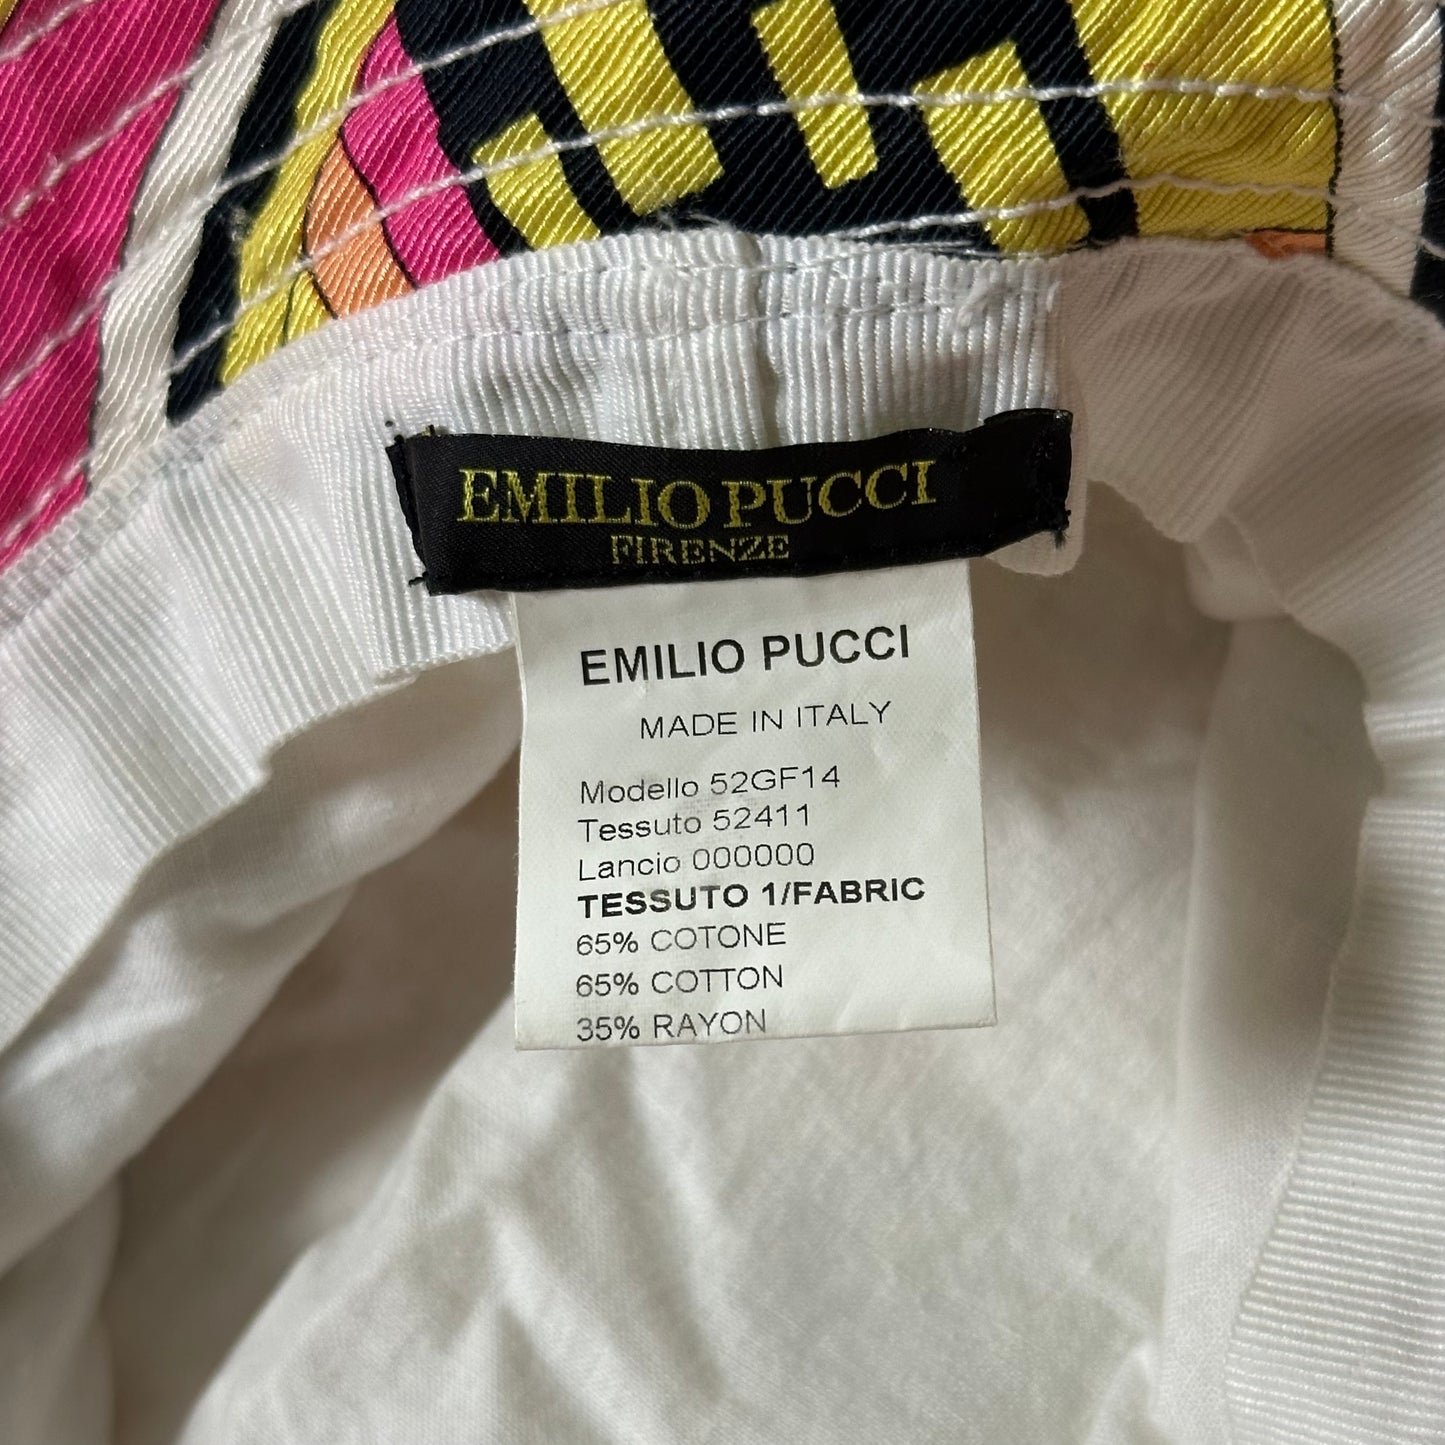 EMILIO PUCCI
FIRENZE
EMILIO PUCCI
MADE IN ITALY
Modello 52GF14
Tessuto 52411
Lancio 000000
TESSUTO 1/FABRIC
65% COTONE
65% COTTON
35% RAYON